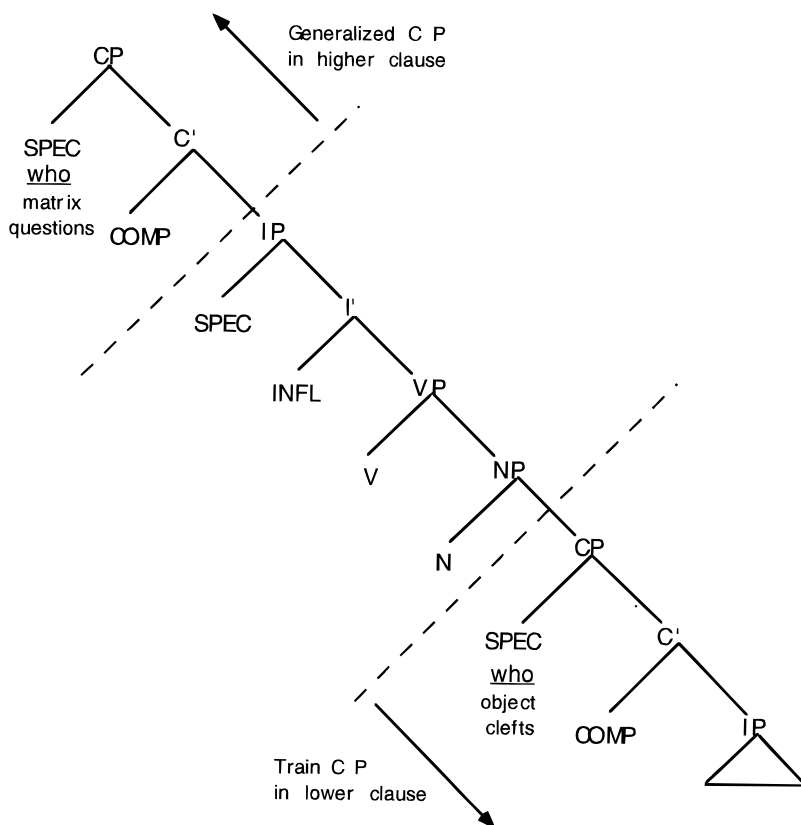 Generalized C P
in higher clause
CP
SPEC
who
matrix
questions
C'
COMP
IP
SPEC
I'
INFL
VP
V
NP
N
CP
SPEC
who
object
clefts
C'
COMP
IP
Train C P
in lower clause